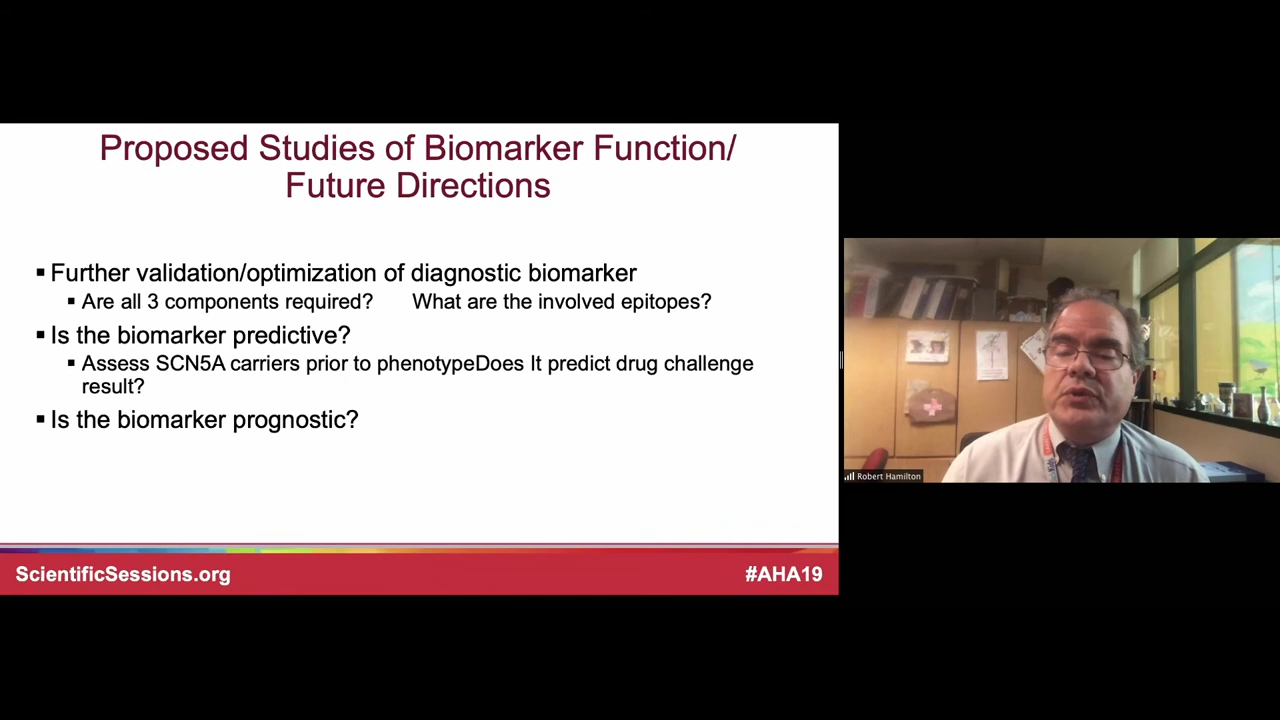 Proposed Studies of Biomarker Function/
Future Directions
▪ Further validation/optimization of diagnostic biomarker
▪ Are all 3 components required? What are the involved epitopes?
▪ Is the biomarker predictive?
▪ Assess SCN5A carriers prior to phenotypeDoes It predict drug challenge
result?
▪ Is the biomarker prognostic?
ScientificSessions.org
#AHA19
Robert Hamilton